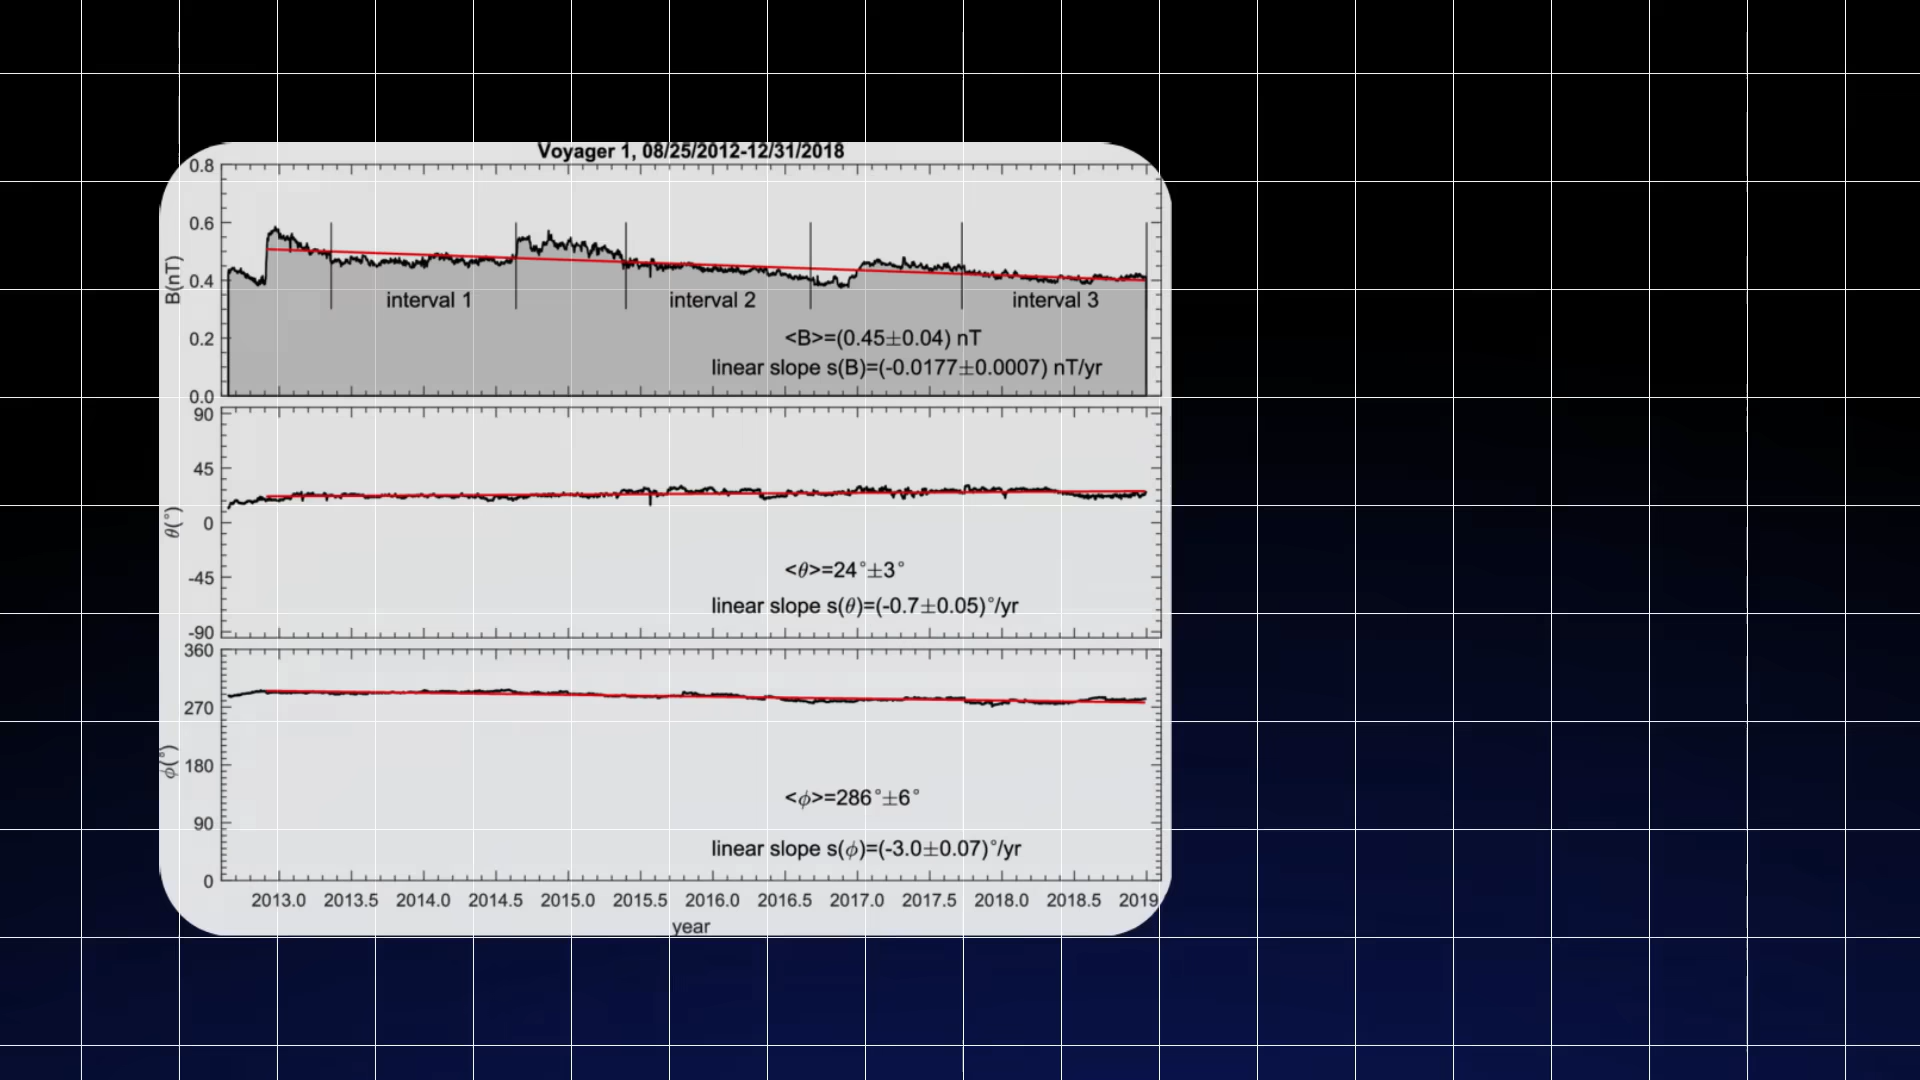 Voyager 1, 08/25/2012-12/31/2018
0.8
0.6
0.4
0.2
0.0
B(nT)
interval 1
interval 2
interval 3
<B>=(0.45±0.04) nT
linear slope s(B)=(-0.0177±0.0007) nT/yr
90
45
0
-45
-90
θ(°)
<θ>=24°±3°
linear slope s(θ)=(-0.7±0.05)°/yr
360
270
180
90
0
ϕ(°)
<ϕ>=286°±6°
linear slope s(ϕ)=(-3.0±0.07)°/yr
2013.0 2013.5 2014.0 2014.5 2015.0 2015.5 2016.0 2016.5 2017.0 2017.5 2018.0 2018.5 2019
year